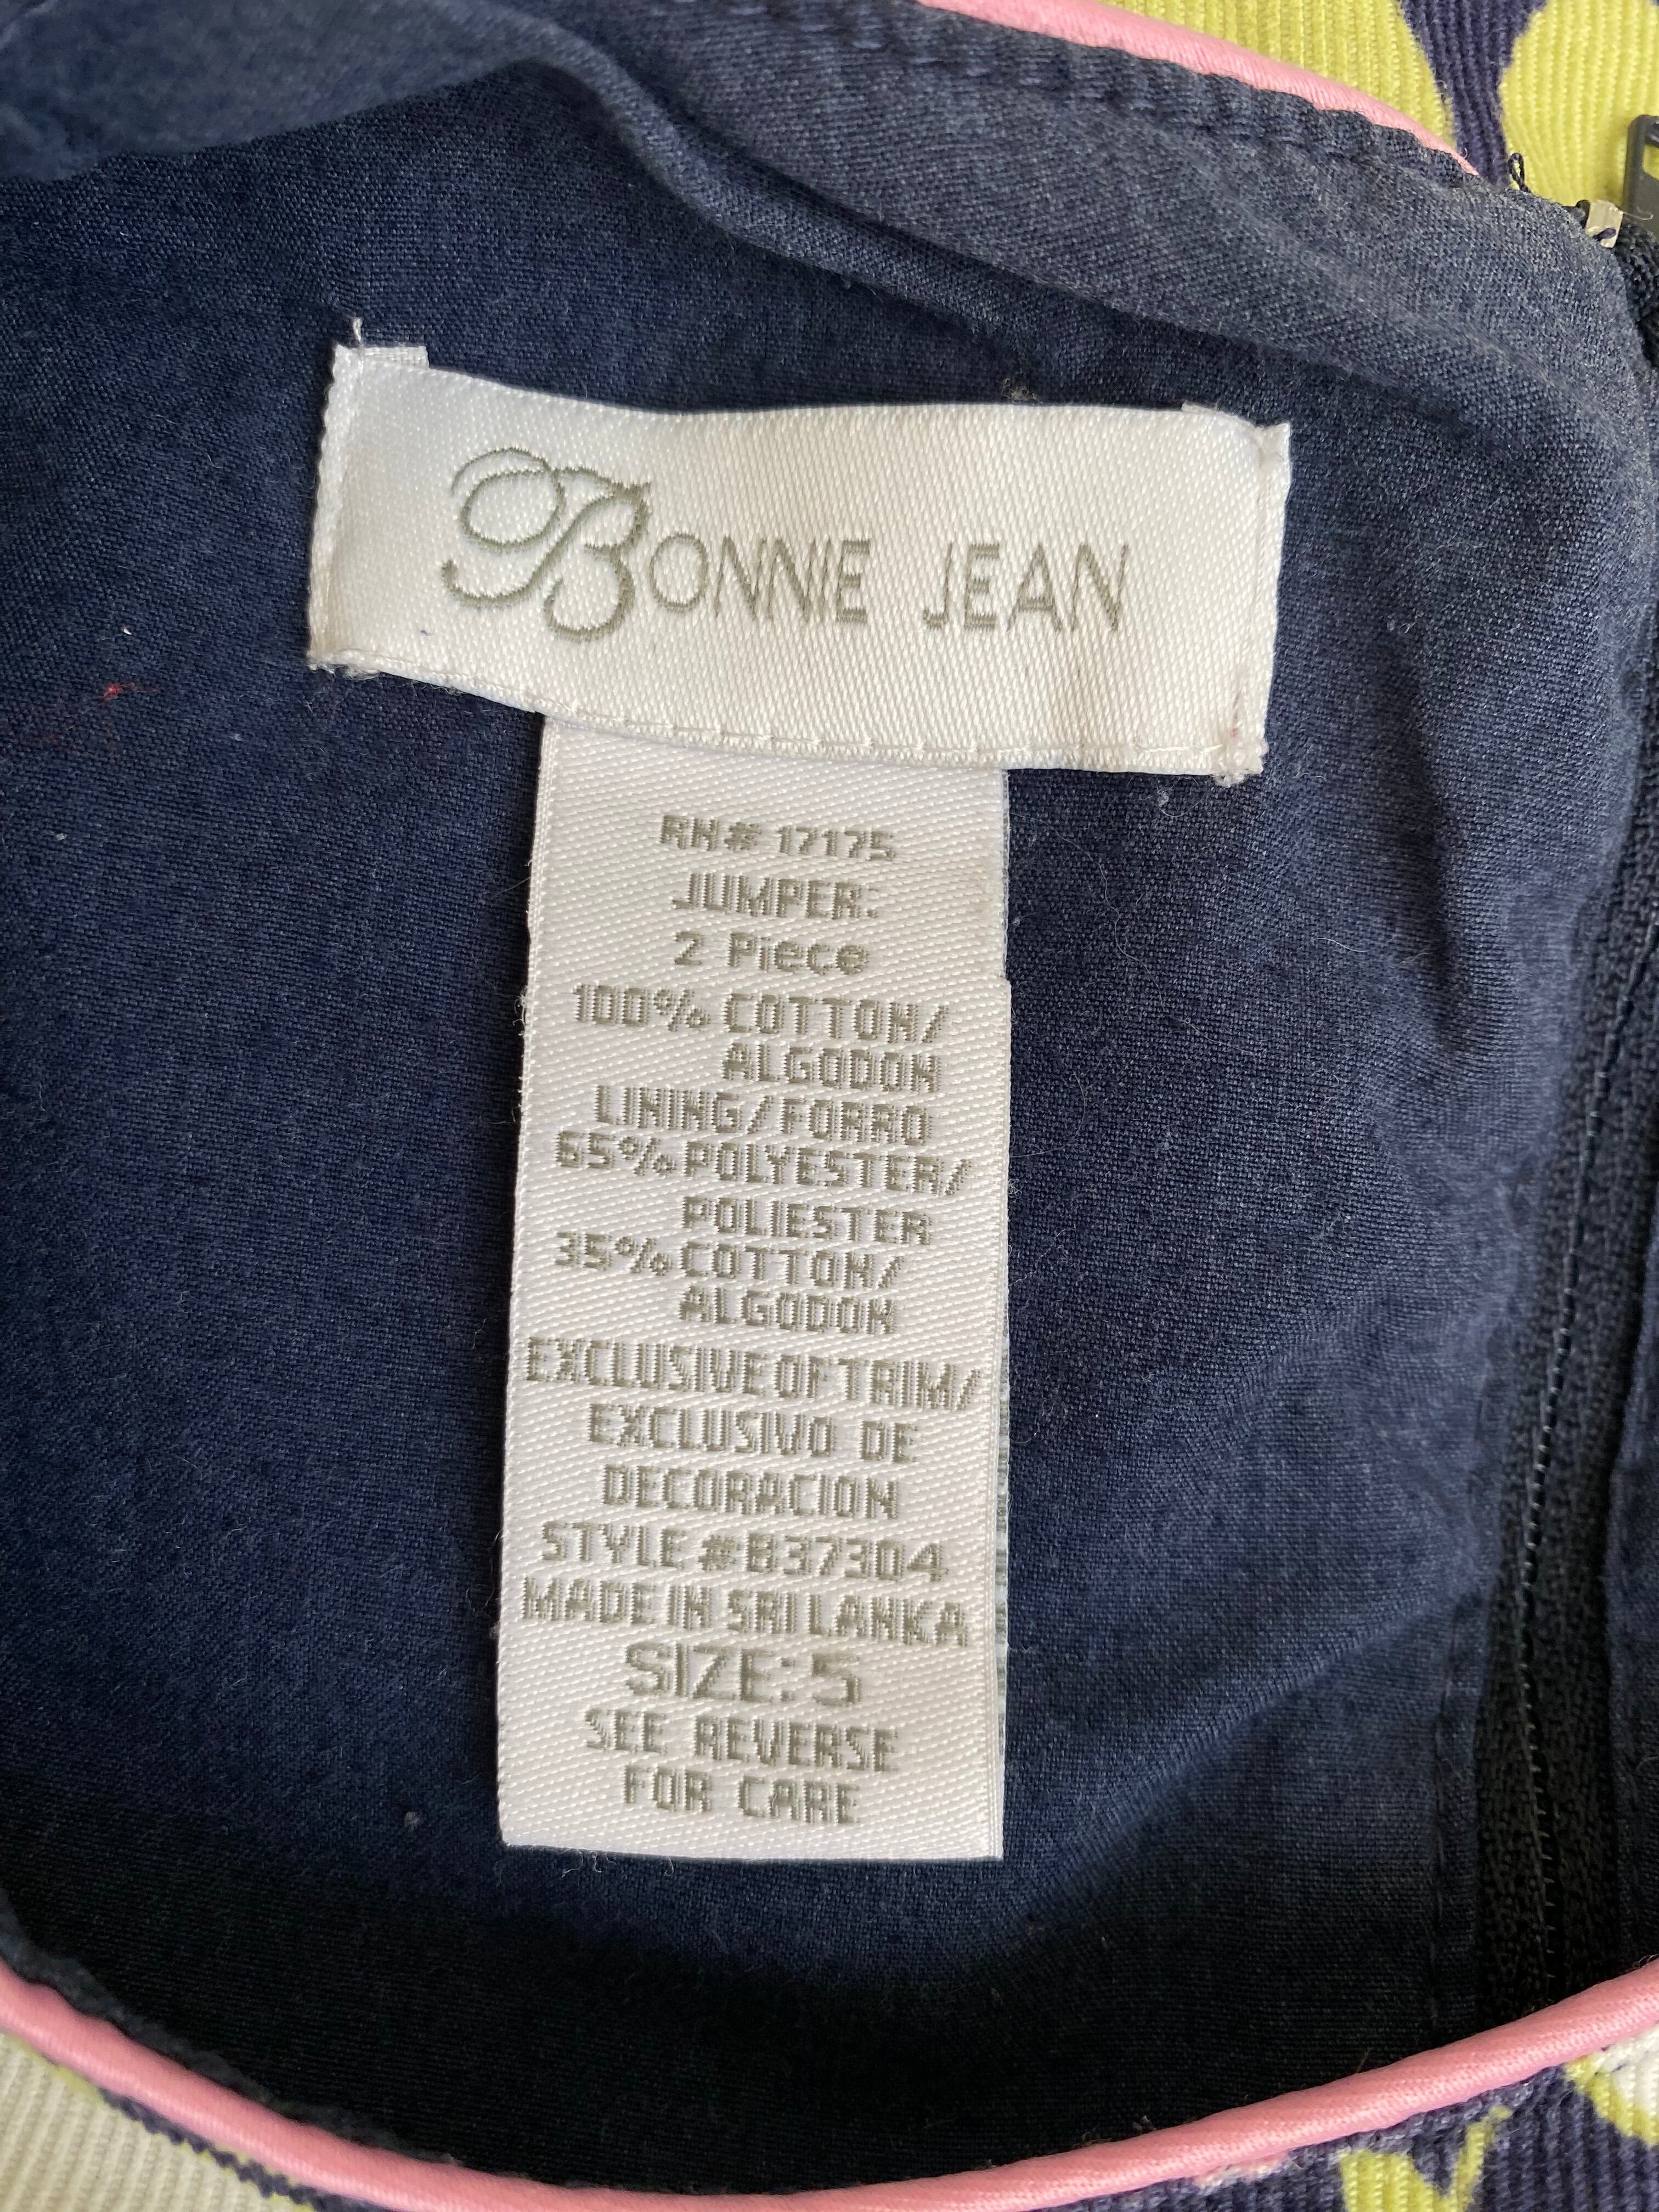 BONNIE JEAN
RN# 17175
JUMPER:
2 Piece
100% COTTON/
ALGODON
LINING/FORRO
65% POLYESTER/
POLIESTER
35% COTTON/
ALGODON
EXCLUSIVE OF TRIM/
EXCLUSIVO DE
DECORACION
STYLE #B37304
MADE IN SRI LANKA
SIZE: 5
SEE REVERSE
FOR CARE